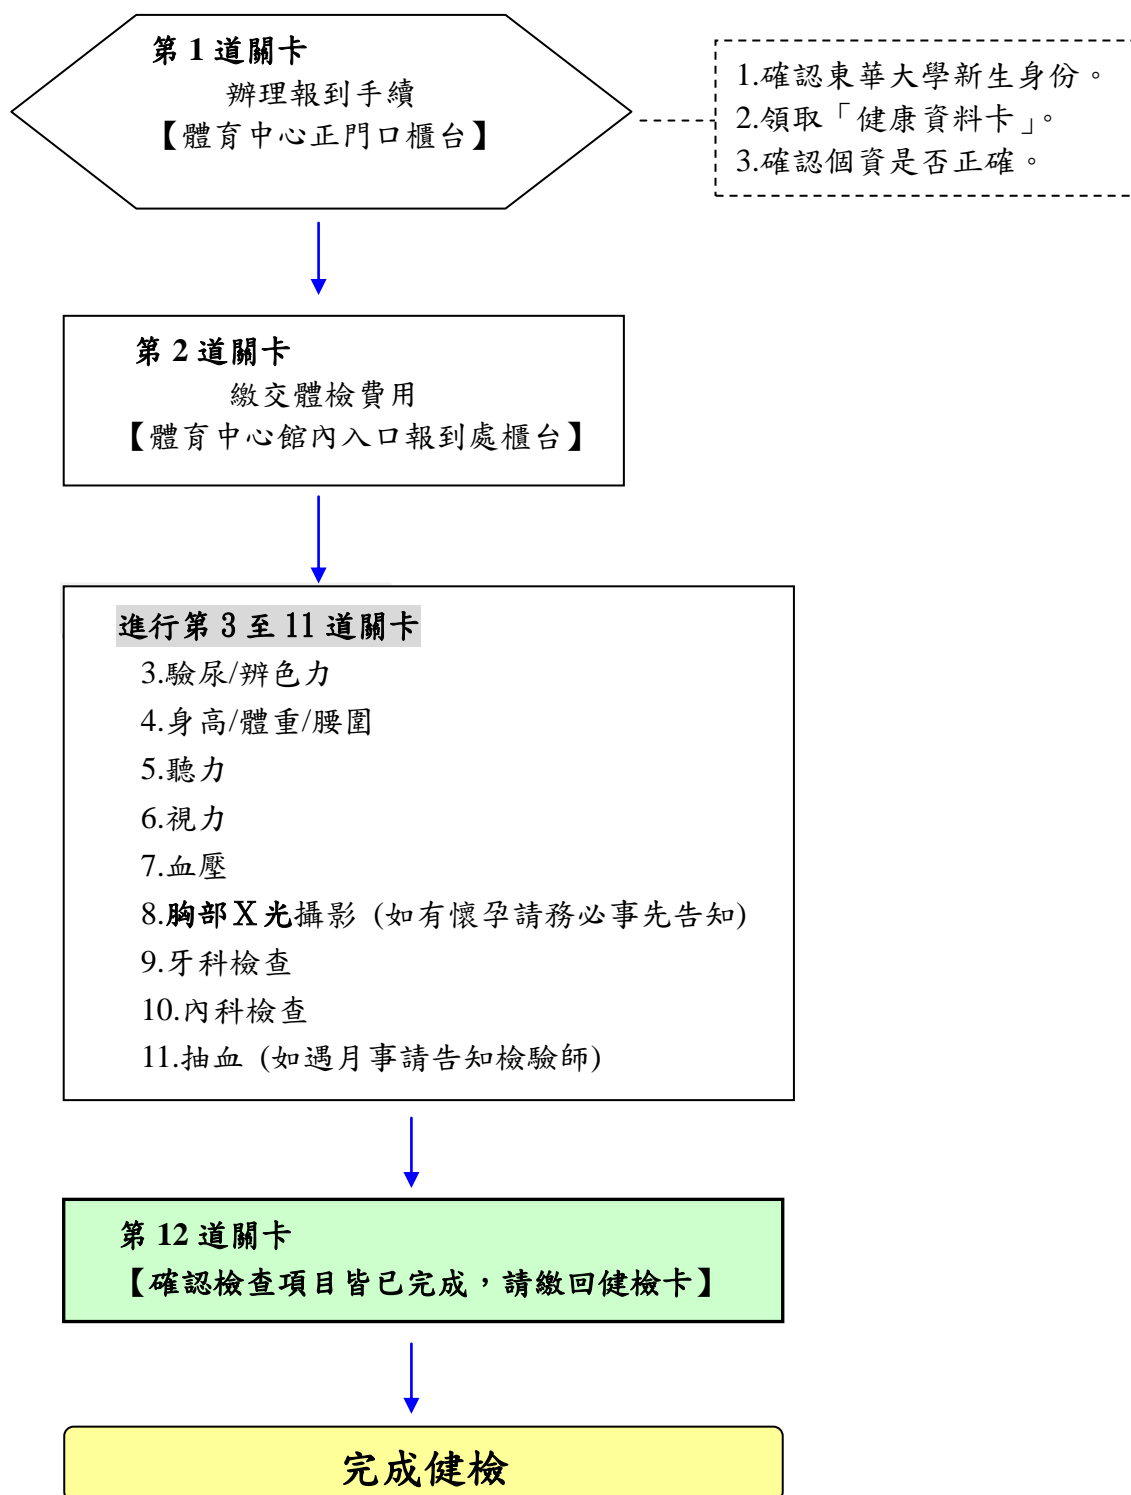 第 1 道關卡
辦理報到手續
【體育中心正門口櫃台】
1.確認東華大學新生身份。
2.領取「健康資料卡」。
3.確認個資是否正確。
第 2 道關卡
繳交體檢費用
【體育中心館內入口報到處櫃台】
進行第 3 至 11 道關卡
3.驗尿/辨色力
4.身高/體重/腰圍
5.聽力
6.視力
7.血壓
8.胸部Ｘ光攝影 (如有懷孕請務必事先告知)
9.牙科檢查
10.內科檢查
11.抽血 (如遇月事請告知檢驗師)
第 12 道關卡
【確認檢查項目皆已完成，請繳回健檢卡】
完成健檢